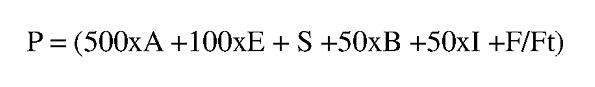 P = (500xA +100xE + S +50xB +50xI +F/Ft)